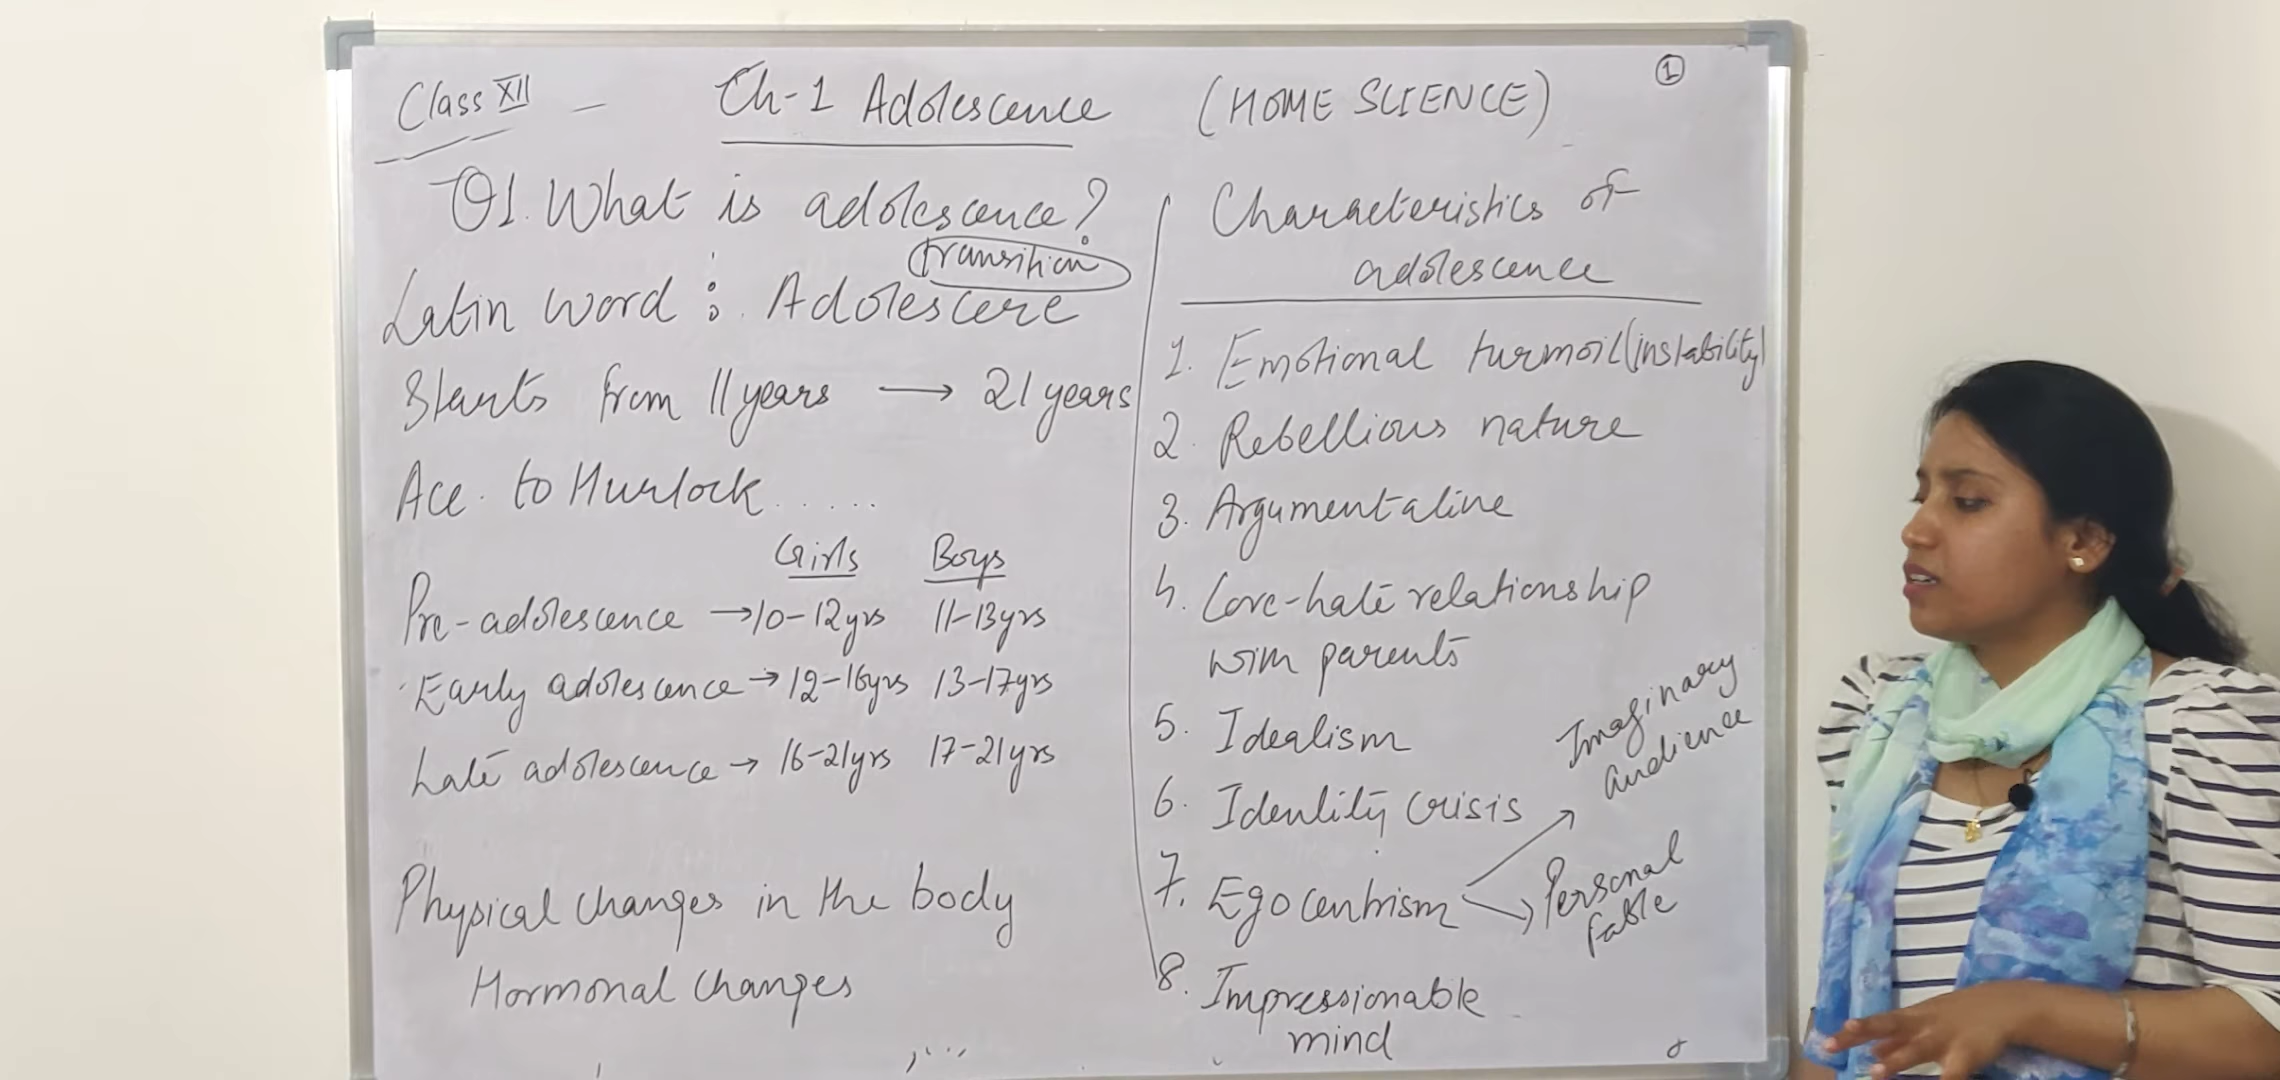 Class XII - Ch-1 Adolescence (HOME SCIENCE) 1
Q1. What is adolescence?
transition
Latin word : Adolescere
Starts from 11 years → 21 years
Acc. to Hurlock.....
Girls Boys
Pre-adolescence → 10-12yrs 11-13yrs
Early adolescence → 12-16yrs 13-17yrs
Late adolescence → 16-21yrs 17-21yrs
Physical changes in the body
Hormonal changes
Characteristics of
adolescence
1. Emotional turmoil (instability)
2. Rebellious nature
3. Argumentative
4. Love-hate relationship
with parents
5. Idealism
6. Identity crisis
7. Egocentrism
Imaginary
audience
Personal
fable
8. Impressionable
mind